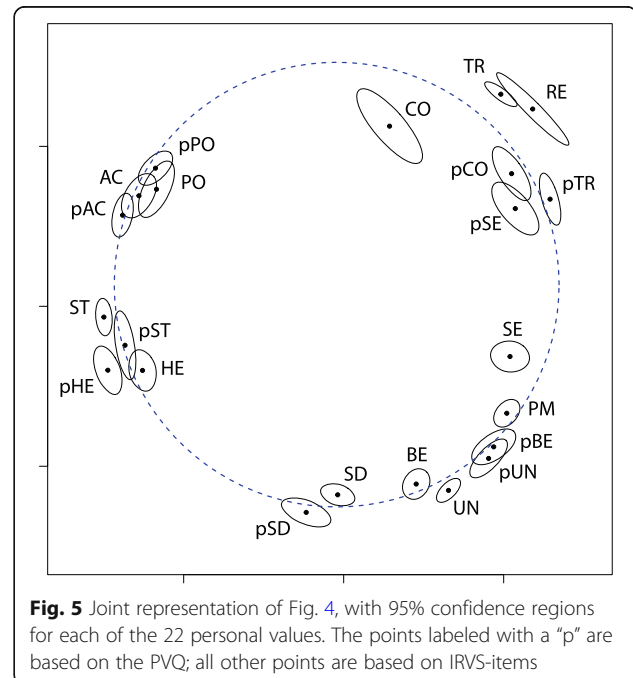 TR
RE
CO
pPO
AC
PO
pCO
pTR
pAC
pSE
ST
pST
SE
pHE
HE
PM
pBE
BE
pUN
SD
UN
pSD
Fig. 5 Joint representation of Fig. 4, with 95% confidence regions
for each of the 22 personal values. The points labeled with a “p” are
based on the PVQ; all other points are based on IRVS-items